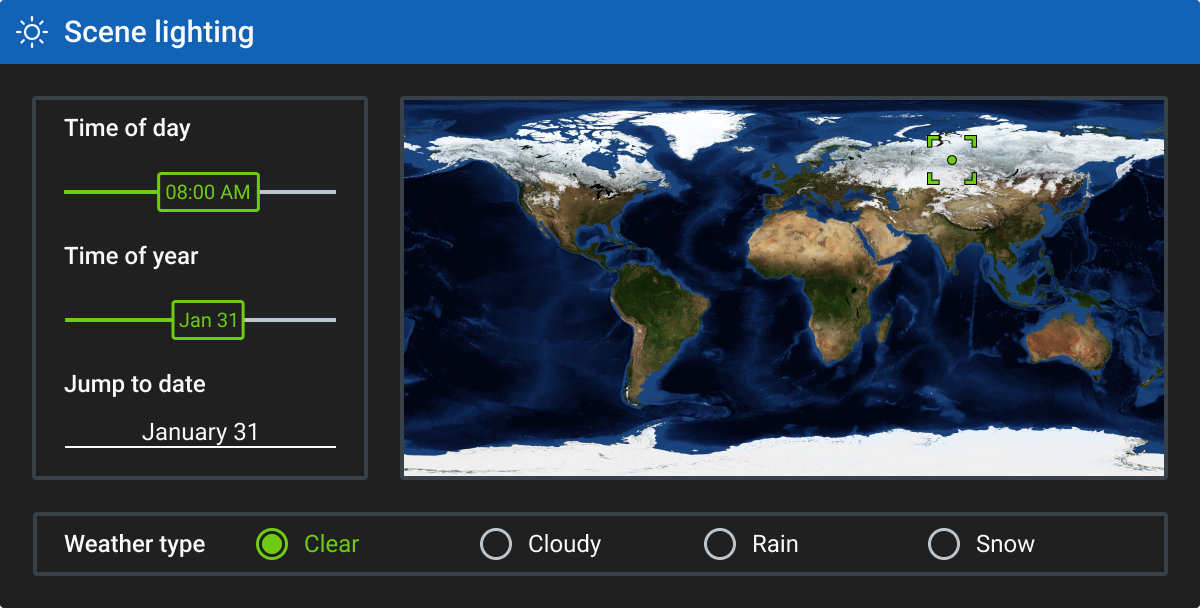 Scene lighting
Time of day
08:00 AM
Time of year
Jan 31
Jump to date
January 31
Weather type
Clear
Cloudy
Rain
Snow